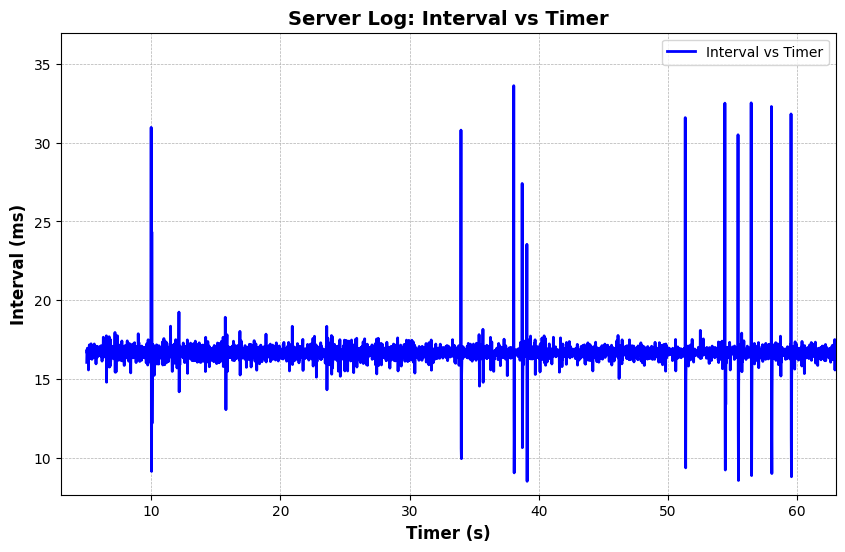 Server Log: Interval vs Timer
Interval vs Timer
35
30
25
20
15
10
Interval (ms)
10 20 30 40 50 60
Timer (s)